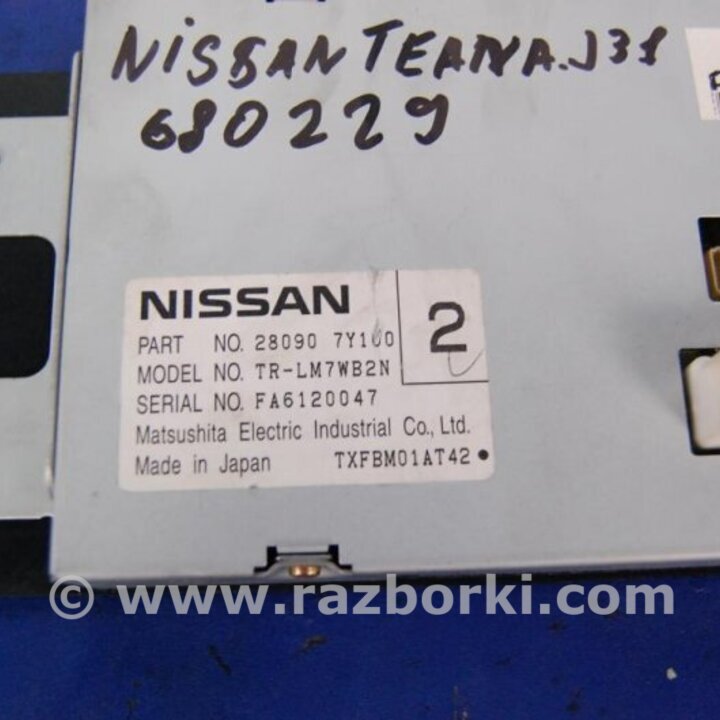 NISSAN TEANA.J31
680229
NISSAN
2
PART NO. 28090 7Y100
MODEL NO. TR-LM7WB2N
SERIAL NO. FA6120047
Matsushita Electric Industrial Co., Ltd.
Made in Japan TXFBM01AT42
© www.razborki.com